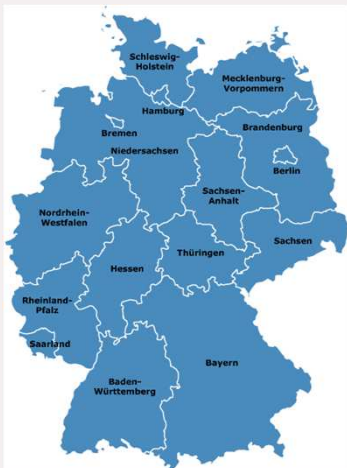 Schleswig-
Holstein
Mecklenburg-
Vorpommern
Hamburg
Brandenburg
Bremen
Niedersachsen
Berlin
Sachsen-
Anhalt
Nordrhein-
Westfalen
Sachsen
Thüringen
Hessen
Rheinland-
Pfalz
Saarland
Bayern
Baden-
Württemberg